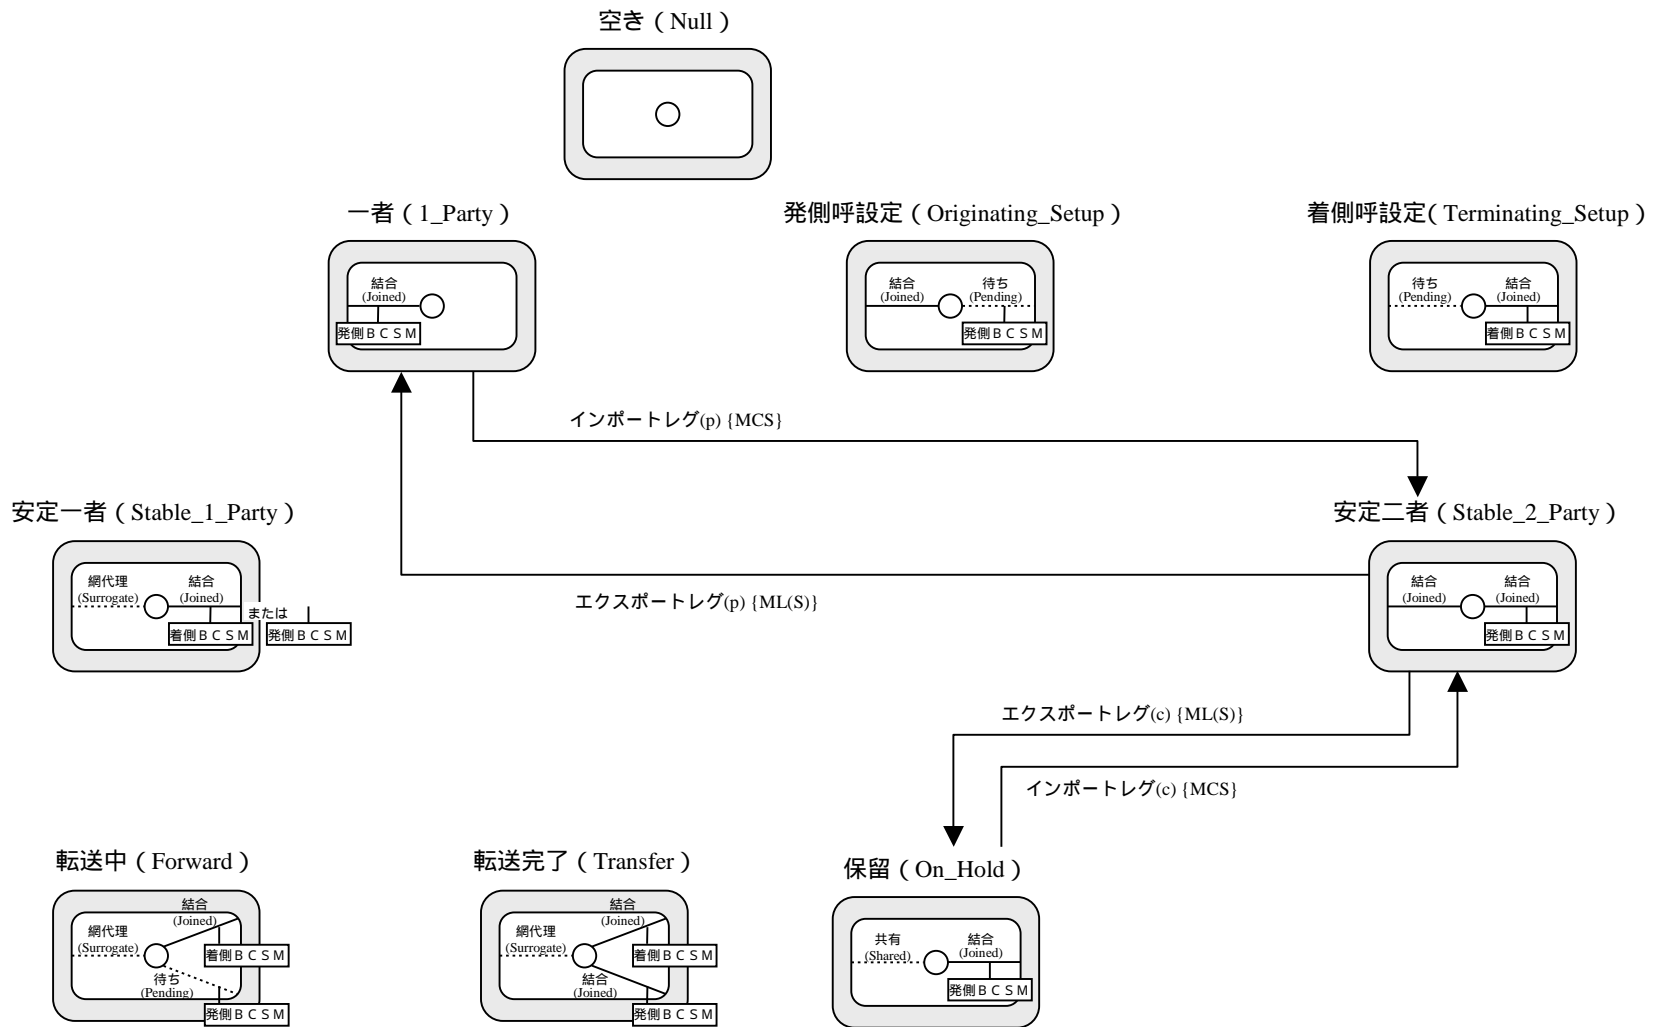 空き（Null）
一者（1_Party）
発側呼設定（Originating_Setup）
着側呼設定（Terminating_Setup）
結合
(Joined)
発側ＢＣＳＭ
結合
(Joined)
待ち
(Pending)
発側ＢＣＳＭ
待ち
(Pending)
結合
(Joined)
着側ＢＣＳＭ
インポートレグ(p) {MCS}
安定一者（Stable_1_Party）
安定二者（Stable_2_Party）
網代理
(Surrogate)
結合
(Joined)
着側ＢＣＳＭ
または
発側ＢＣＳＭ
エクスポートレグ(p) {ML(S)}
結合
(Joined)
結合
(Joined)
発側ＢＣＳＭ
エクスポートレグ(c) {ML(S)}
インポートレグ(c) {MCS}
転送中（Forward）
転送完了（Transfer）
保留（On_Hold）
網代理
(Surrogate)
結合
(Joined)
着側ＢＣＳＭ
待ち
(Pending)
発側ＢＣＳＭ
網代理
(Surrogate)
結合
(Joined)
着側ＢＣＳＭ
結合
(Joined)
発側ＢＣＳＭ
共有
(Shared)
結合
(Joined)
発側ＢＣＳＭ